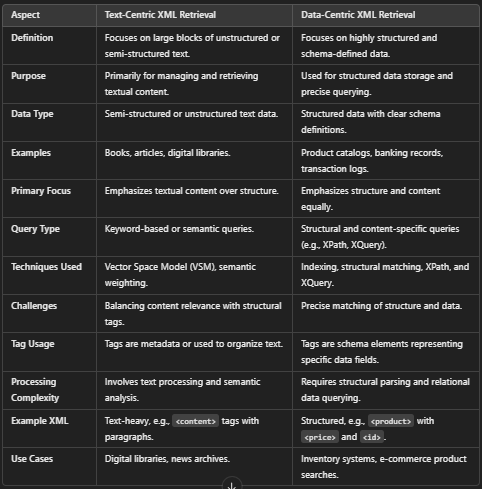 Aspect Text-Centric XML Retrieval Data-Centric XML Retrieval
Definition Focuses on large blocks of unstructured or Focuses on highly structured and
semi-structured text. schema-defined data.
Purpose Primarily for managing and retrieving Used for structured data storage and
textual content. precise querying.
Data Type Semi-structured or unstructured text data. Structured data with clear schema
definitions.
Examples Books, articles, digital libraries. Product catalogs, banking records,
transaction logs.
Primary Focus Emphasizes textual content over structure. Emphasizes structure and content
equally.
Query Type Keyword-based or semantic queries. Structural and content-specific queries
(e.g., XPath, XQuery).
Techniques Used Vector Space Model (VSM), semantic Indexing, structural matching, XPath, and
weighting. XQuery.
Challenges Balancing content relevance with structural Precise matching of structure and data.
tags.
Tag Usage Tags are metadata or used to organize text. Tags are schema elements representing
specific data fields.
Processing Involves text processing and semantic Requires structural parsing and relational
Complexity analysis. data querying.
Example XML Text-heavy, e.g., <content> tags with Structured, e.g., <product> with
paragraphs. <price> and <id>.
Use Cases Digital libraries, news archives. Inventory systems, e-commerce product
searches.